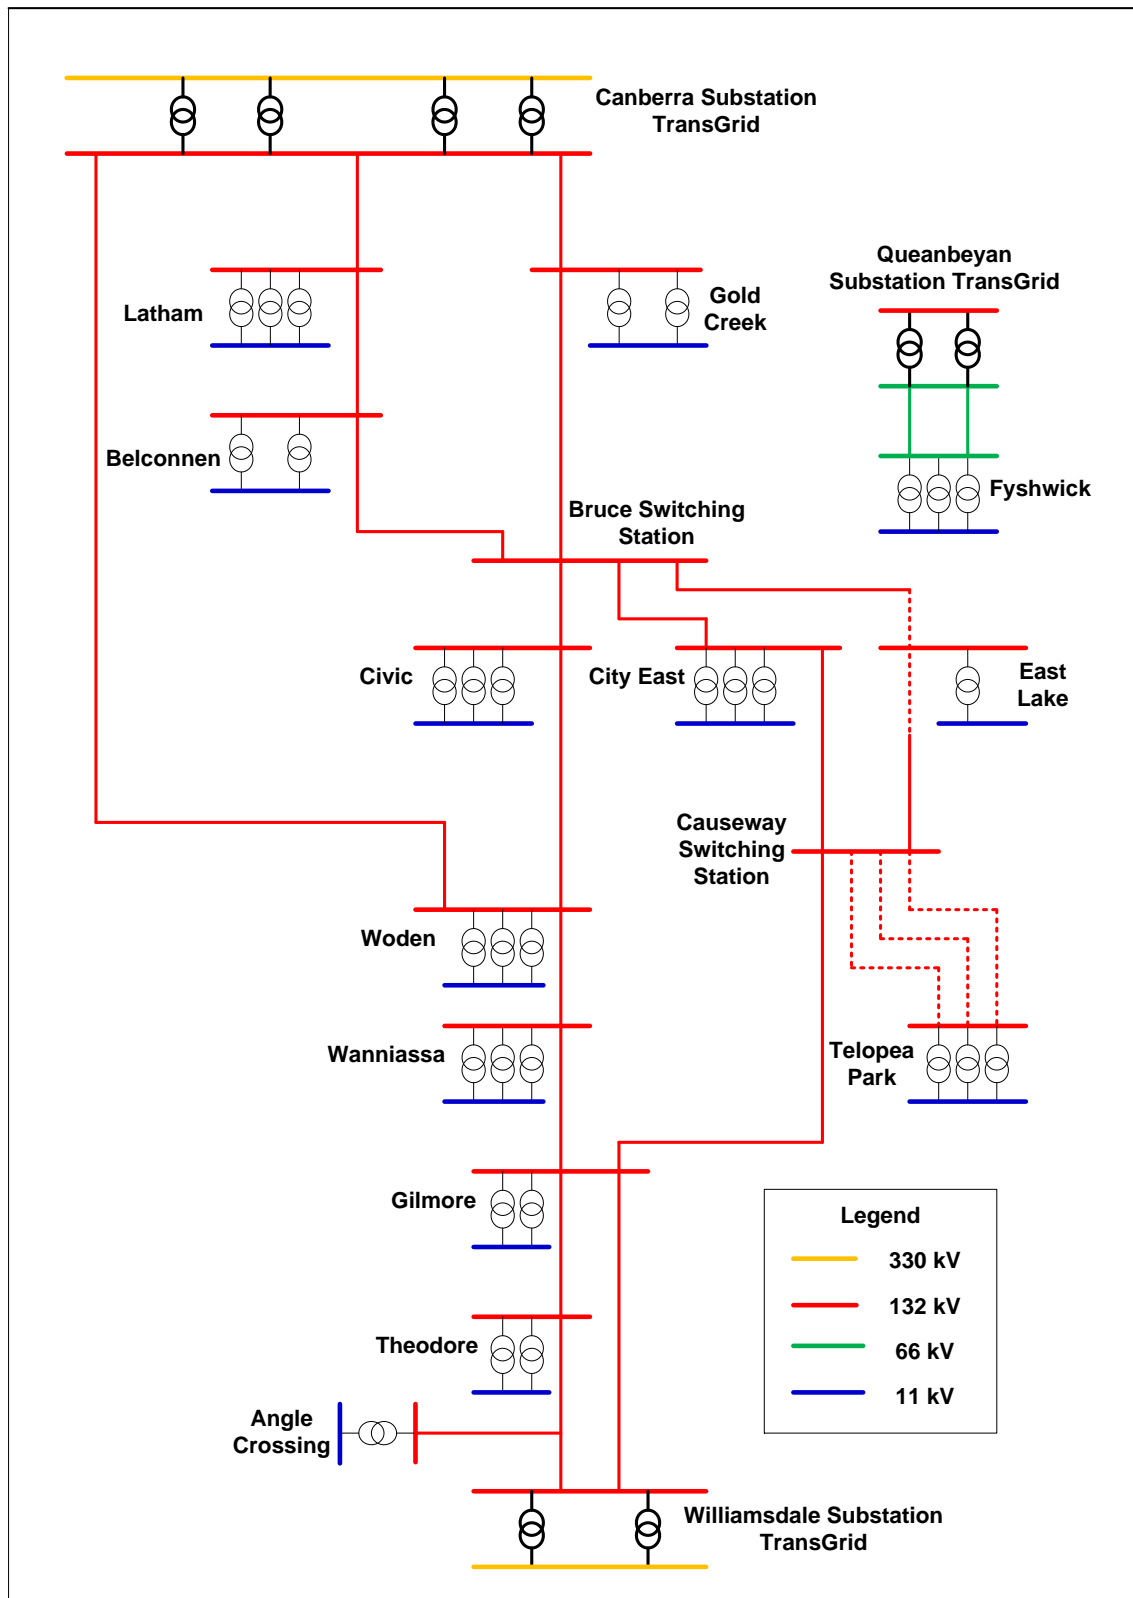 Canberra Substation
TransGrid
Queanbeyan
Substation TransGrid
Latham
Gold
Creek
Belconnen
Fyshwick
Bruce Switching
Station
Civic
City East
East
Lake
Causeway
Switching
Station
Woden
Wanniassa
Telopea
Park
Gilmore
Legend
330 kV
132 kV
66 kV
11 kV
Theodore
Angle
Crossing
Williamsdale Substation
TransGrid